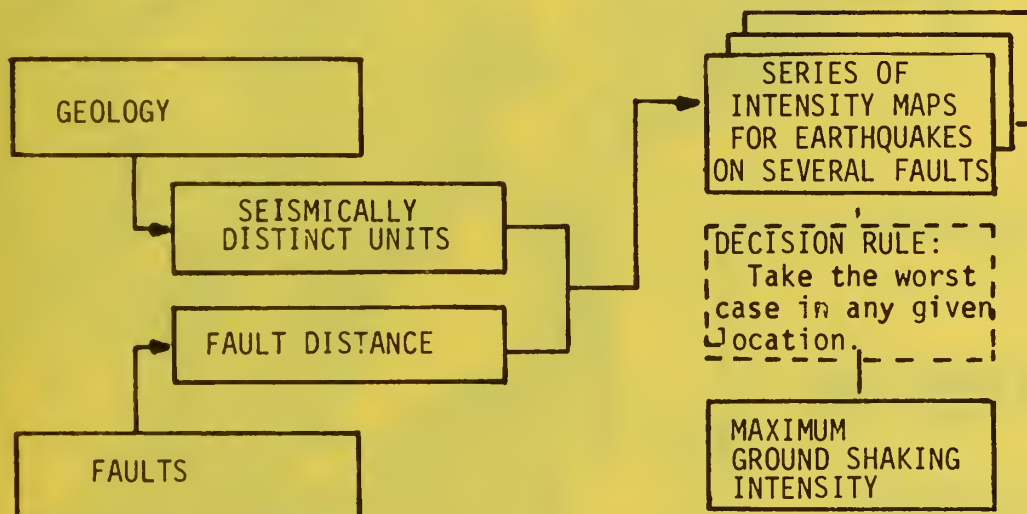 GEOLOGY
SEISMICALLY
DISTINCT UNITS
FAULT DISTANCE
FAULTS
SERIES OF
INTENSITY MAPS
FOR EARTHQUAKES
ON SEVERAL FAULTS
DECISION RULE:
Take the worst
case in any given
location.
MAXIMUM
GROUND SHAKING
INTENSITY